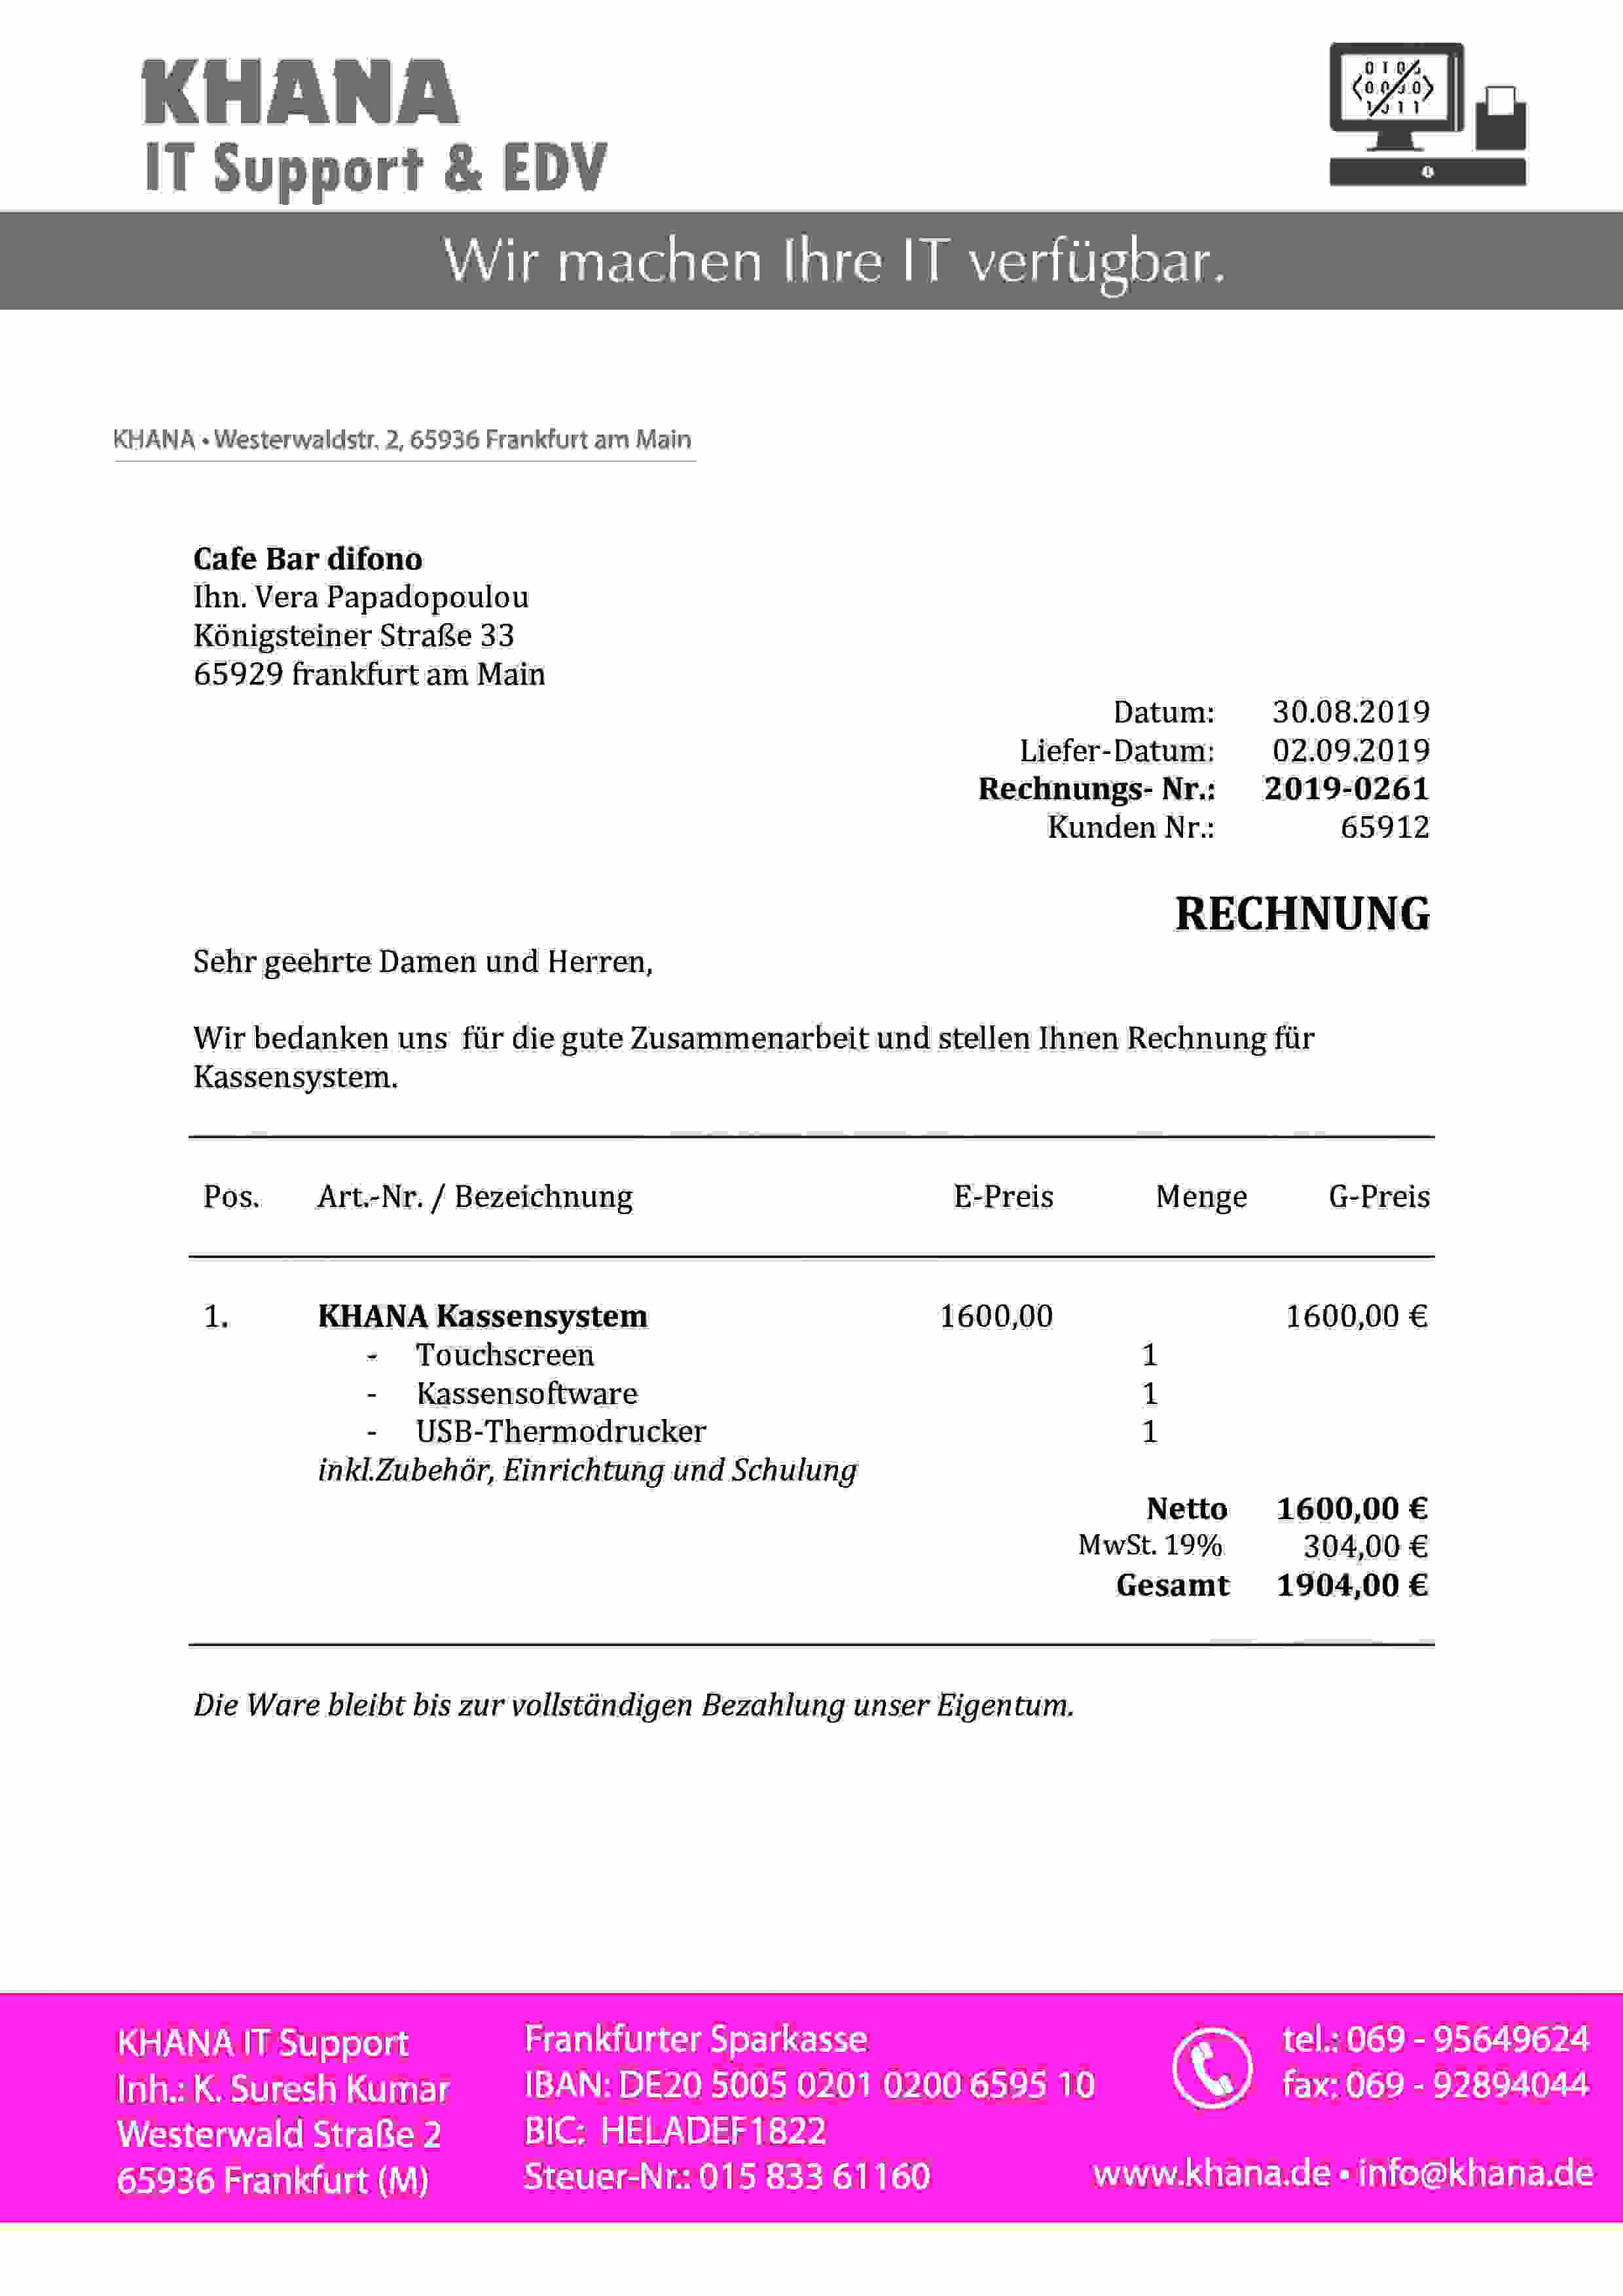 KHANA
IT Support & EDV
Wir machen Ihre IT verfügbar.
KHANA • Westerwaldstr. 2, 65936 Frankfurt am Main
Cafe Bar difono
Ihn. Vera Papadopoulou
Königsteiner Straße 33
65929 frankfurt am Main
Datum: 30.08.2019
Liefer-Datum: 02.09.2019
Rechnungs- Nr.: 2019-0261
Kunden Nr.: 65912
RECHNUNG
Sehr geehrte Damen und Herren,
Wir bedanken uns für die gute Zusammenarbeit und stellen Ihnen Rechnung für
Kassensystem.
Pos. Art.-Nr. / Bezeichnung E-Preis Menge G-Preis
1. KHANA Kassensystem 1600,00 1600,00 €
- Touchscreen 1
- Kassensoftware 1
- USB-Thermodrucker 1
inkl.Zubehör, Einrichtung und Schulung
Netto 1600,00 €
MwSt. 19% 304,00 €
Gesamt 1904,00 €
Die Ware bleibt bis zur vollständigen Bezahlung unser Eigentum.
KHANA IT Support
Inh.: K. Suresh Kumar
Westerwald Straße 2
65936 Frankfurt (M)
Frankfurter Sparkasse
IBAN: DE20 5005 0201 0200 6595 10
BIC: HELADEF1822
Steuer-Nr.: 015 833 61160
tel.: 069 - 95649624
fax: 069 - 92894044
www.khana.de • info@khana.de